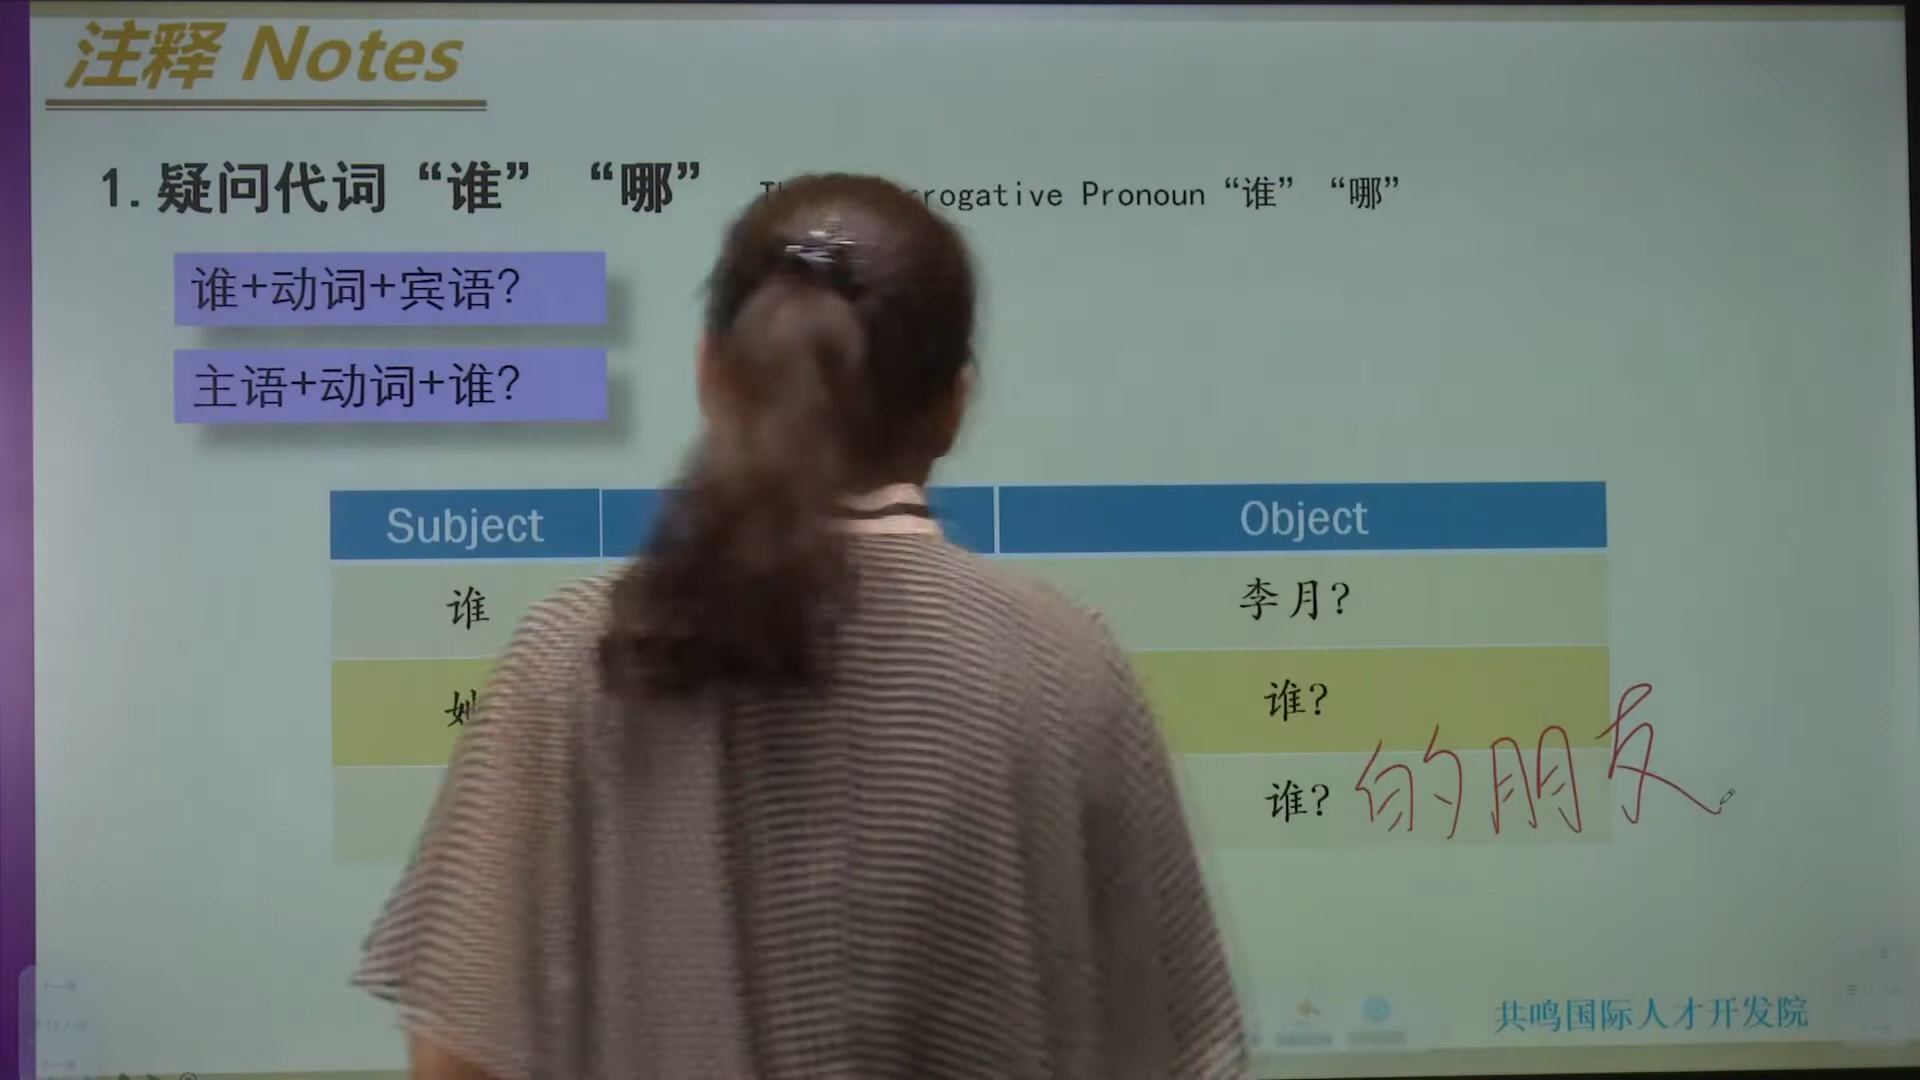 注释 Notes
1.疑问代词“谁” “哪” rogative Pronoun “谁” “哪”
谁+动词+宾语?
主语+动词+谁?
Subject Object
谁 李月?
她 谁?
谁? 的朋友
共鸣国际人才开发院